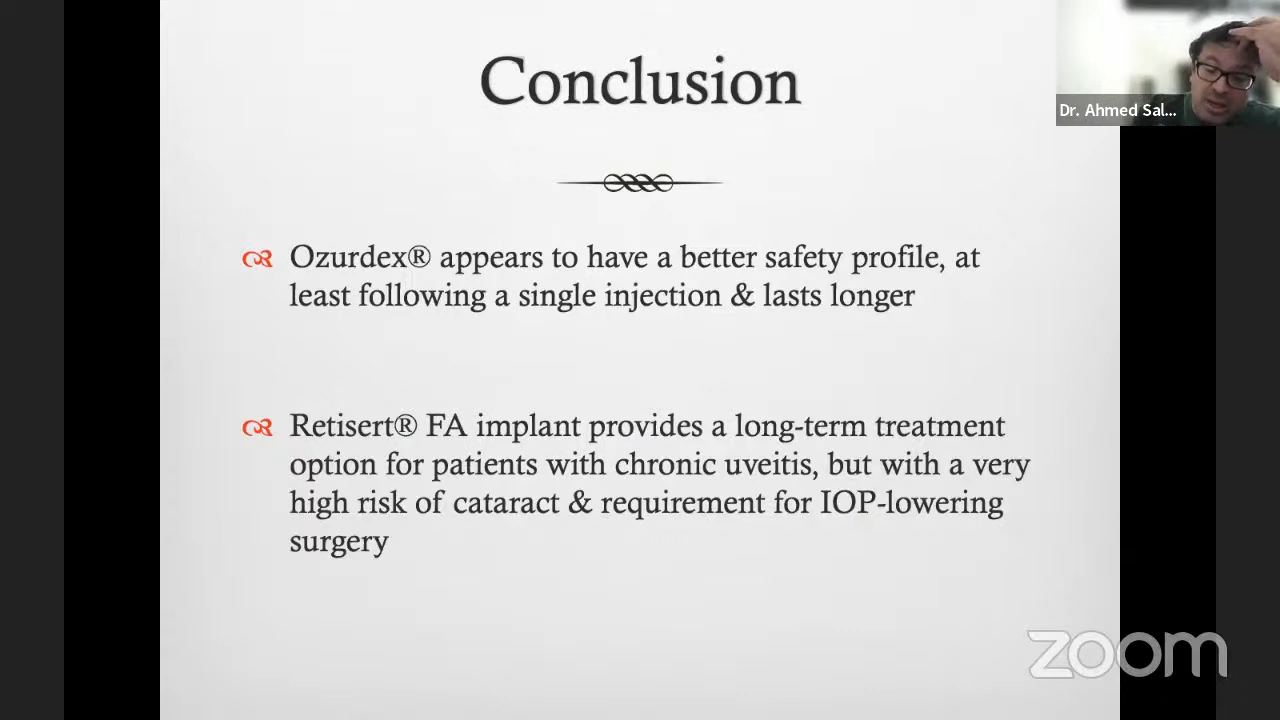 Conclusion
Dr. Ahmed Sal...
Ozurdex® appears to have a better safety profile, at
least following a single injection & lasts longer
Retisert® FA implant provides a long-term treatment
option for patients with chronic uveitis, but with a very
high risk of cataract & requirement for IOP-lowering
surgery
zoom